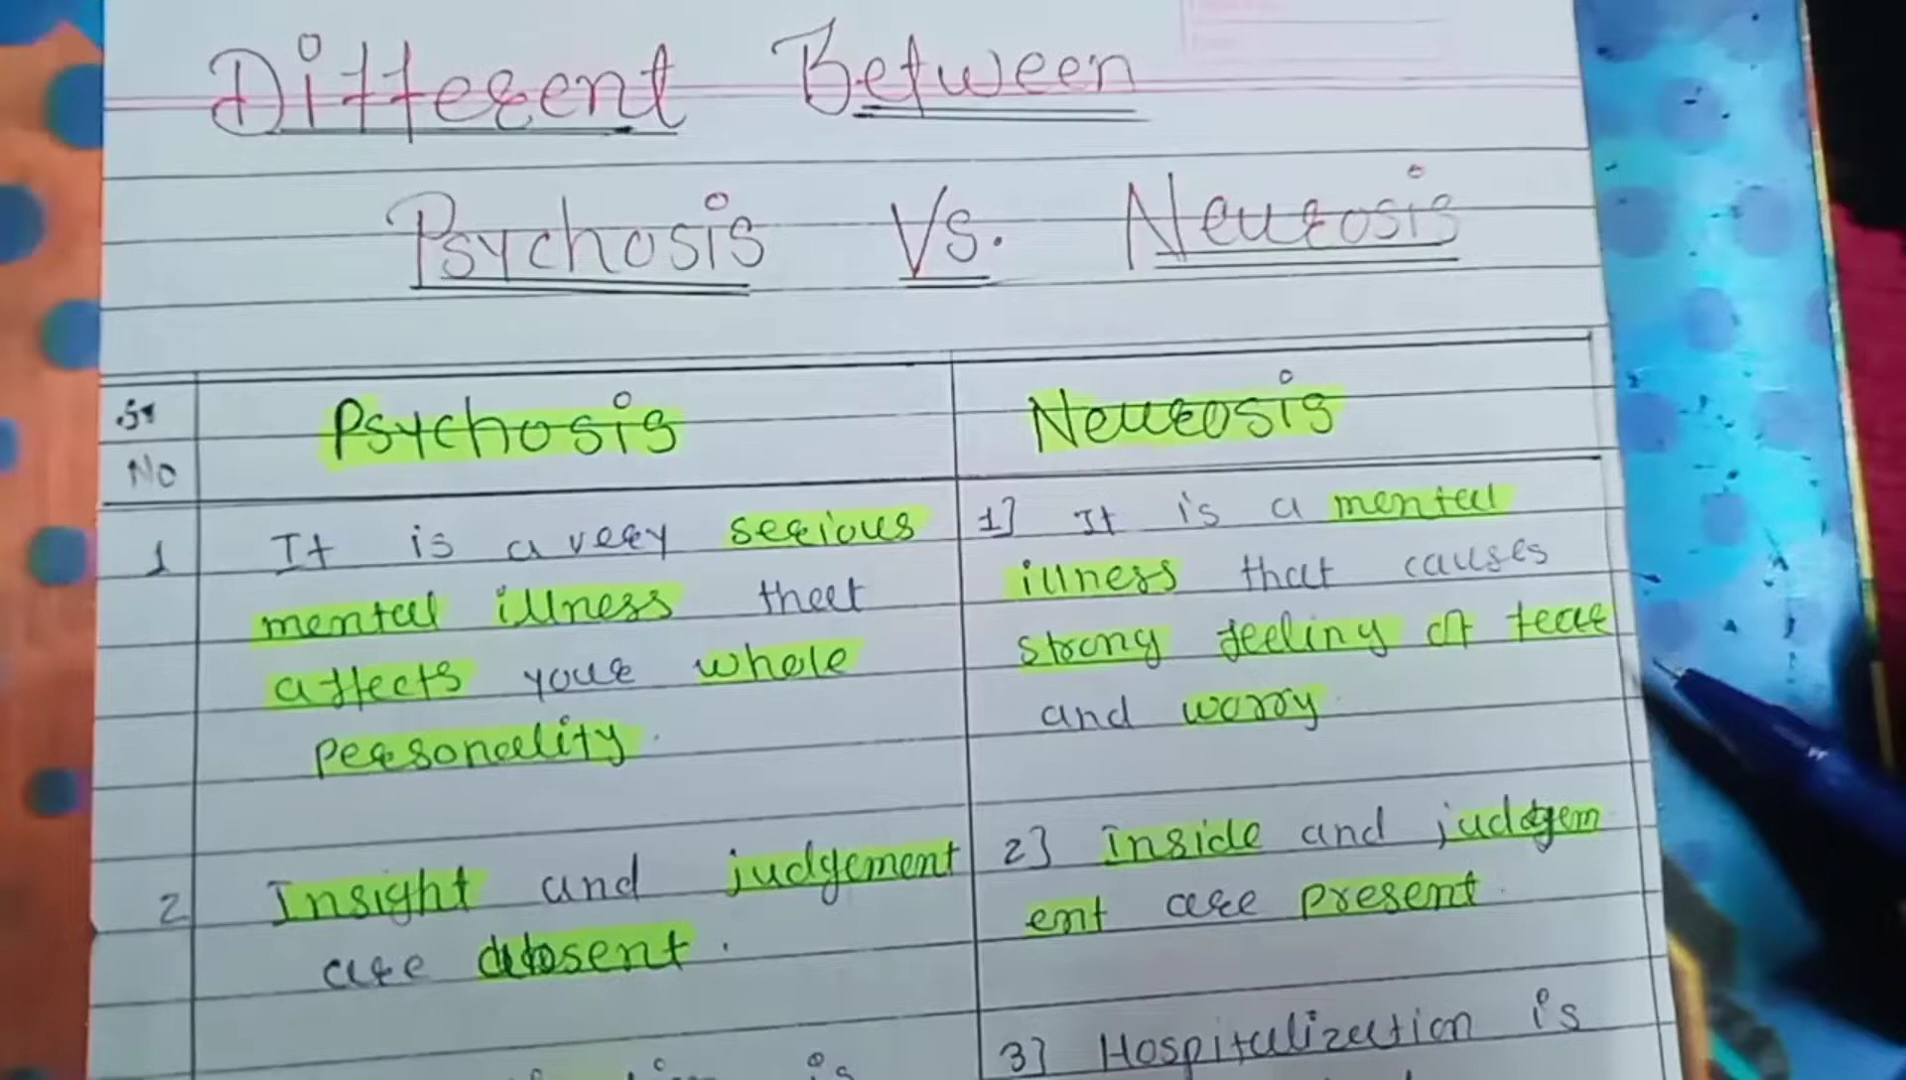 Different Between
Psychosis Vs. Neurosis
Sr
No
Psychosis
Neurosis
1
It is a very serious
mental illness that
affects your whole
Personality.
1] It is a mental
illness that causes
strong feeling of fear
and worry.
2
Insight and judgement
are absent.
2] inside and judgem
ent are present.
is
3] Hospitalization is